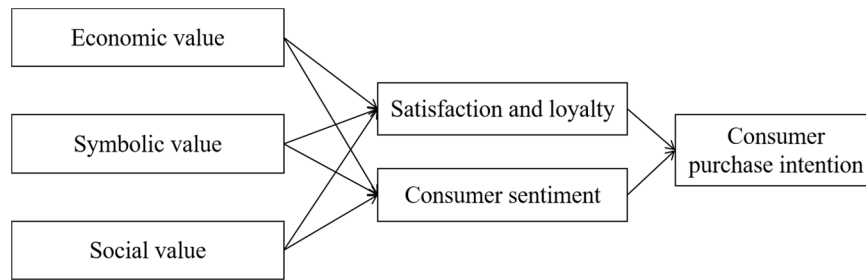 Economic value
Symbolic value
Social value
Satisfaction and loyalty
Consumer sentiment
Consumer
purchase intention